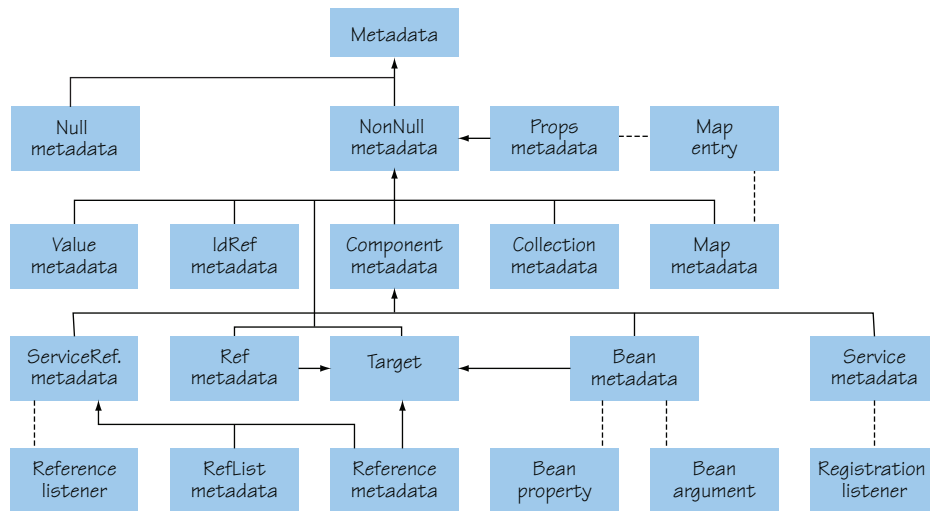 Metadata
Null
metadata
NonNull
metadata
Props
metadata
Map
entry
Value
metadata
IdRef
metadata
Component
metadata
Collection
metadata
Map
metadata
ServiceRef.
metadata
Ref
metadata
Target
Bean
metadata
Service
metadata
Reference
listener
RefList
metadata
Reference
metadata
Bean
property
Bean
argument
Registration
listener